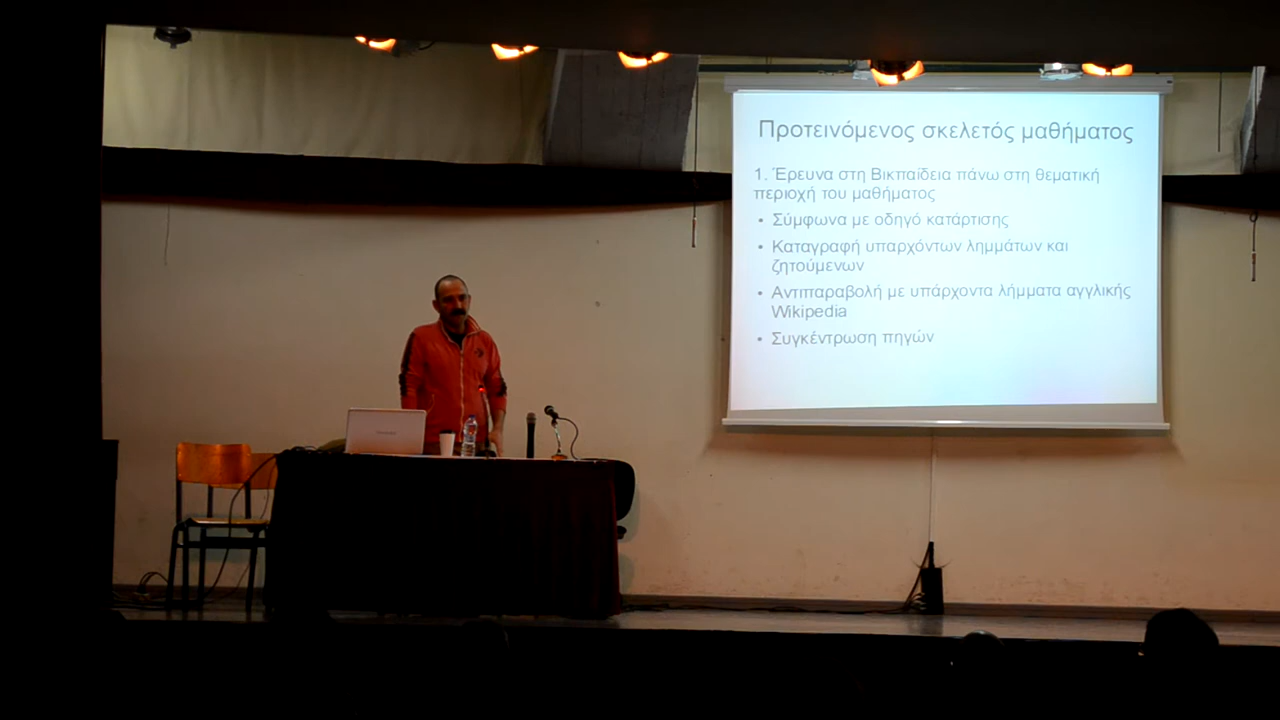 Προτεινόμενος σκελετός μαθήματος
1. Έρευνα στη Βικπαίδεια πάνω στη θεματική
περιοχή του μαθήματος
• Σύμφωνα με οδηγό κατάρτισης
• Καταγραφή υπαρχόντων λημμάτων και
ζητούμενων
• Αντιπαραβολή με υπάρχοντα λήμματα αγγλικής
Wikipedia
• Συγκέντρωση πηγών